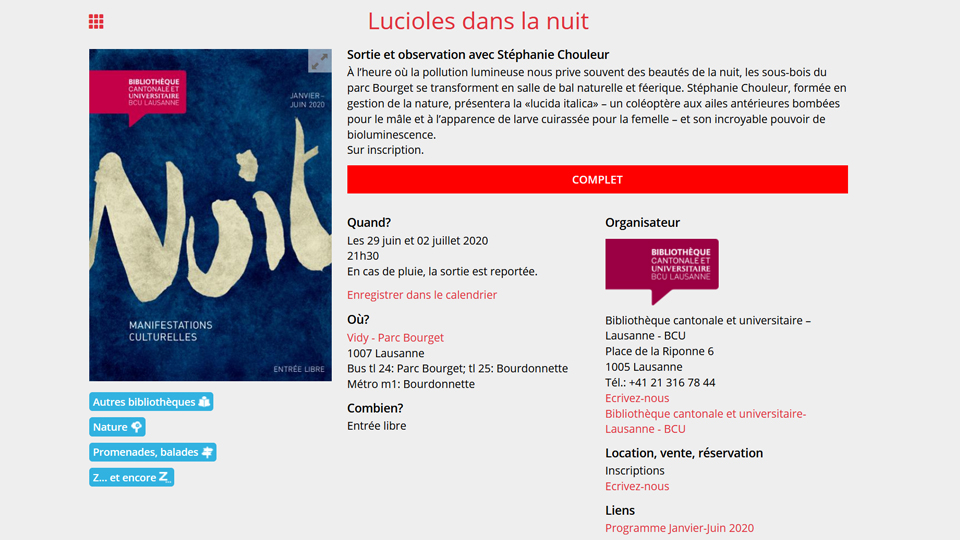 Lucioles dans la nuit
BIBLIOTHÈQUE
CANTONALE ET
UNIVERSITAIRE
BCU LAUSANNE
JANVIER –
JUIN 2020
Nuit
MANIFESTATIONS
CULTURELLES
ENTRÉE LIBRE
Autres bibliothèques
Nature
Promenades, balades
Z... et encore
Sortie et observation avec Stéphanie Chouleur
À l’heure où la pollution lumineuse nous prive souvent des beautés de la nuit, les sous-bois du
parc Bourget se transforment en salle de bal naturelle et féerique. Stéphanie Chouleur, formée en
gestion de la nature, présentera la «lucida italica» – un coléoptère aux ailes antérieures bombées
pour le mâle et à l’apparence de larve cuirassée pour la femelle – et son incroyable pouvoir de
bioluminescence.
Sur inscription.
COMPLET
Quand?
Les 29 juin et 02 juillet 2020
21h30
En cas de pluie, la sortie est reportée.
Enregistrer dans le calendrier
Où?
Vidy - Parc Bourget
1007 Lausanne
Bus tl 24: Parc Bourget; tl 25: Bourdonnette
Métro m1: Bourdonnette
Combien?
Entrée libre
Organisateur
BIBLIOTHÈQUE
CANTONALE ET
UNIVERSITAIRE
BCU LAUSANNE
Bibliothèque cantonale et universitaire –
Lausanne - BCU
Place de la Riponne 6
1005 Lausanne
Tél.: +41 21 316 78 44
Ecrivez-nous
Bibliothèque cantonale et universitaire-
Lausanne - BCU
Location, vente, réservation
Inscriptions
Ecrivez-nous
Liens
Programme Janvier-Juin 2020